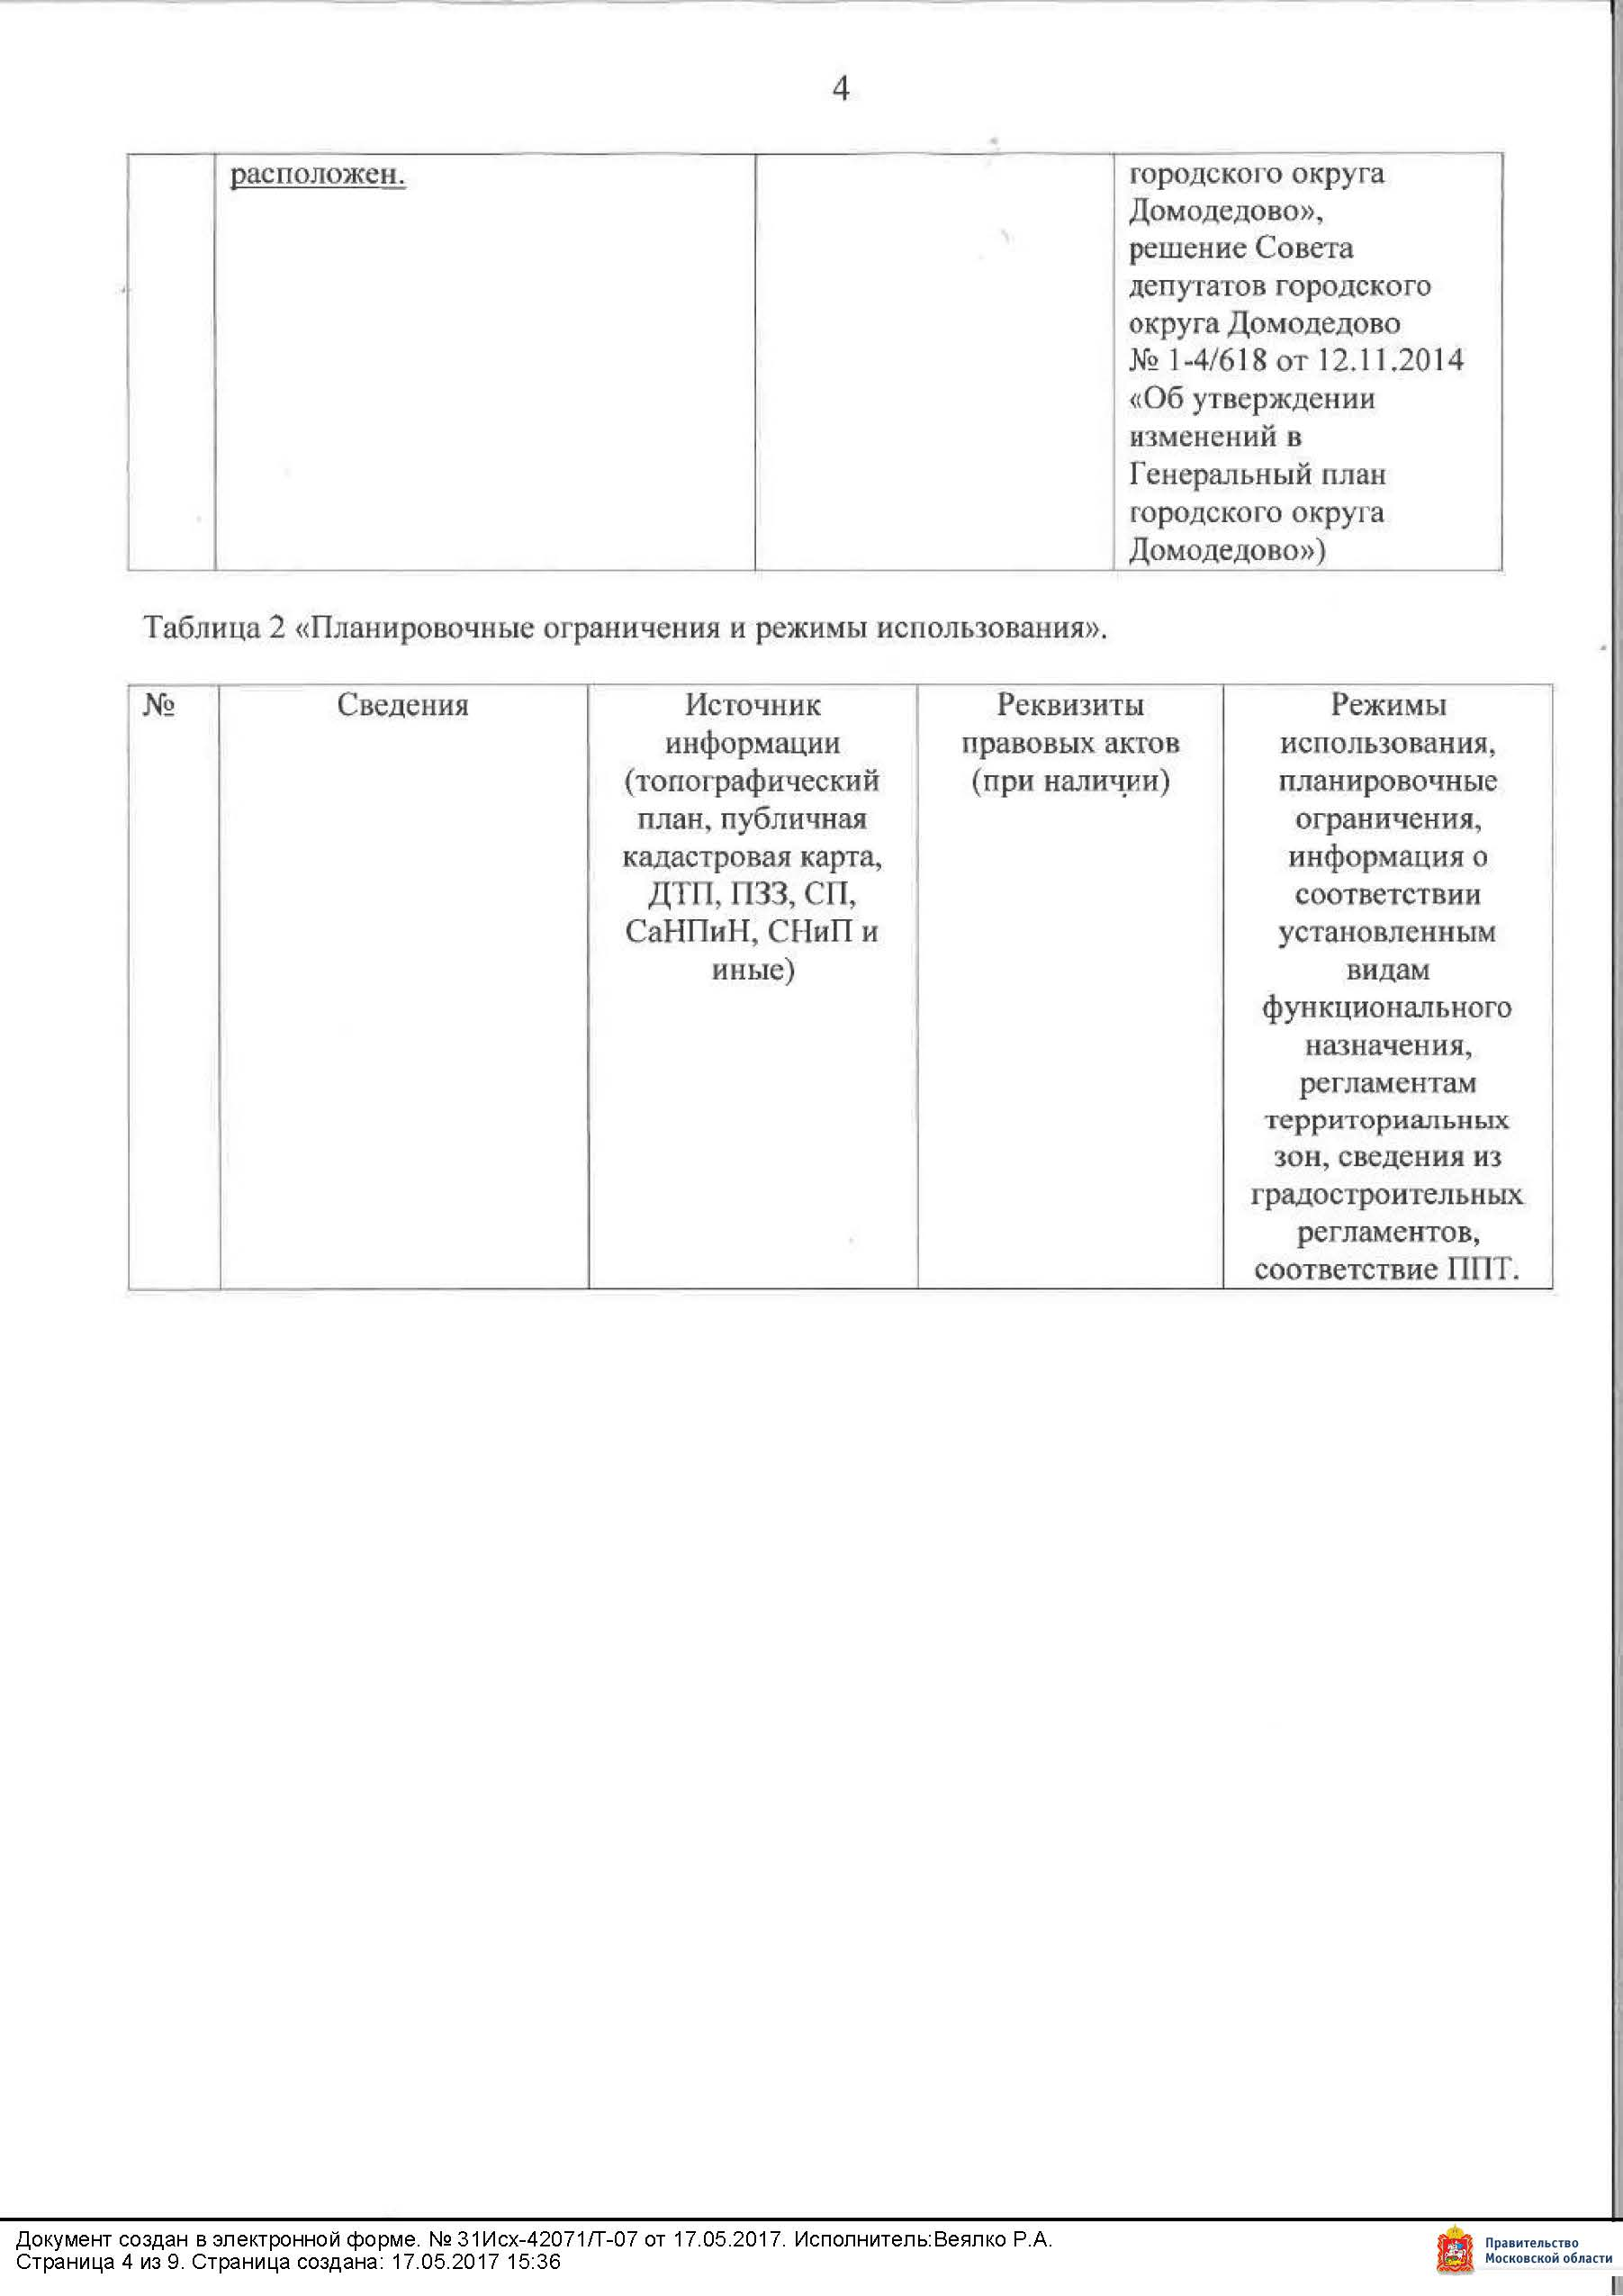 4
расположен.
городского округа
Домодедово»,
решение Совета
депутатов городского
округа Домодедово
№ 1-4/618 от 12.11.2014
«Об утверждении
изменений в
Генеральный план
городского округа
Домодедово»)
Таблица 2 «Планировочные ограничения и режимы использования».
№
Сведения
Источник
информации
(топографический
план, публичная
кадастровая карта,
ДТП, ПЗЗ, СП,
СаНПиН, СНиП и
иные)
Реквизиты
правовых актов
(при наличии)
Режимы
использования,
планировочные
ограничения,
информация о
соответствии
установленным
видам
функционального
назначения,
регламентам
территориальных
зон, сведения из
градостроительных
регламентов,
соответствие ППТ.
Документ создан в электронной форме. № 31Исх-42071/Т-07 от 17.05.2017. Исполнитель:Веялко Р.А.
Страница 4 из 9. Страница создана: 17.05.2017 15:36
Правительство
Московской области